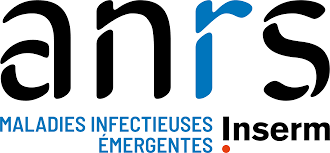 anrs
MALADIES INFECTIEUSES
ÉMERGENTES
Inserm